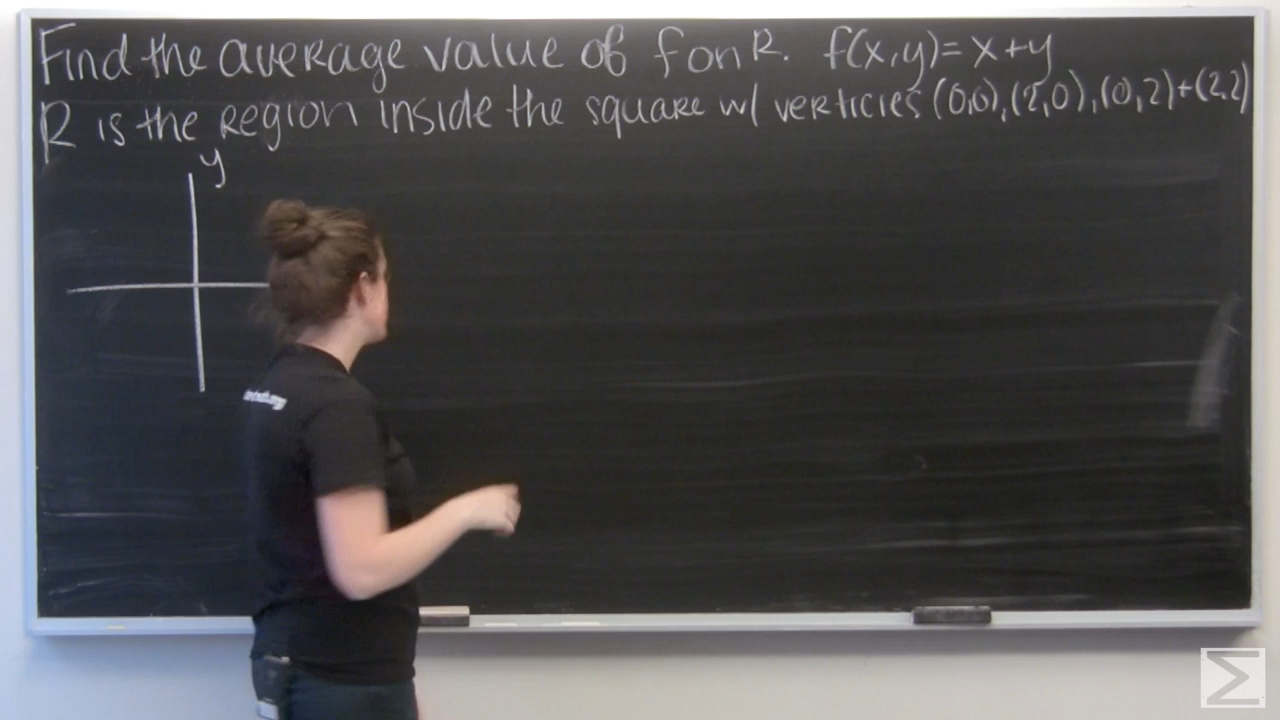 Find the average value of f on R. f(x,y)= x+y
R is the region inside the square w/ verticies (0,0),(2,0),(0,2)+(2,2)
y
Σ